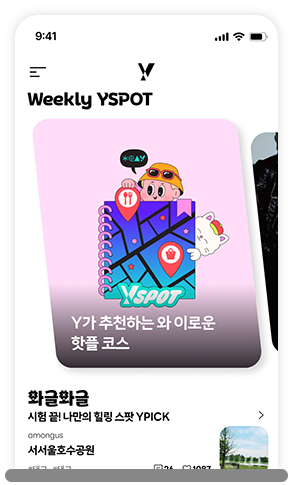 9:41
Weekly YSPOT
*@▲Y
YSPOT
Y가 추천하는 와 이로운
핫플 코스
화글화글
시험 끝! 나만의 힐링 스팟 YPICK
amongus
서서울호수공원
26 1087